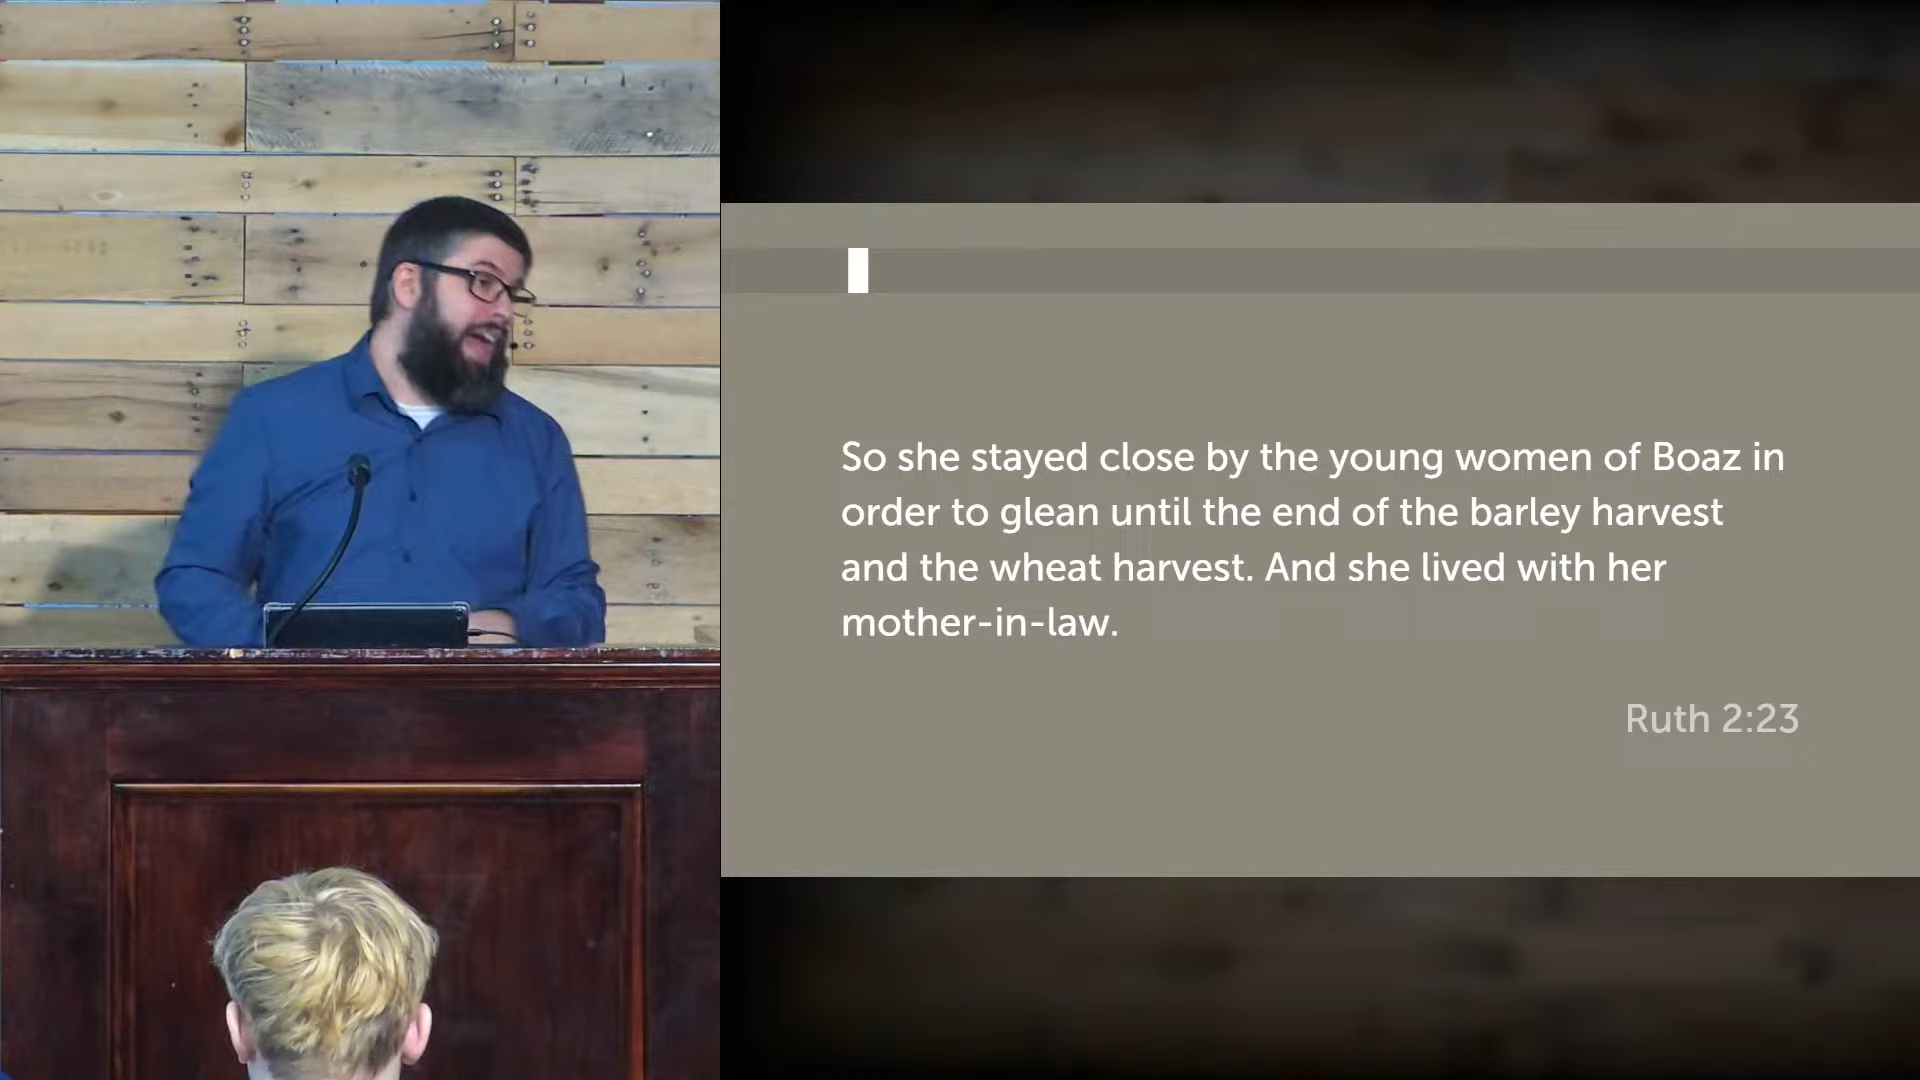 So she stayed close by the young women of Boaz in
order to glean until the end of the barley harvest
and the wheat harvest. And she lived with her
mother-in-law.
Ruth 2:23